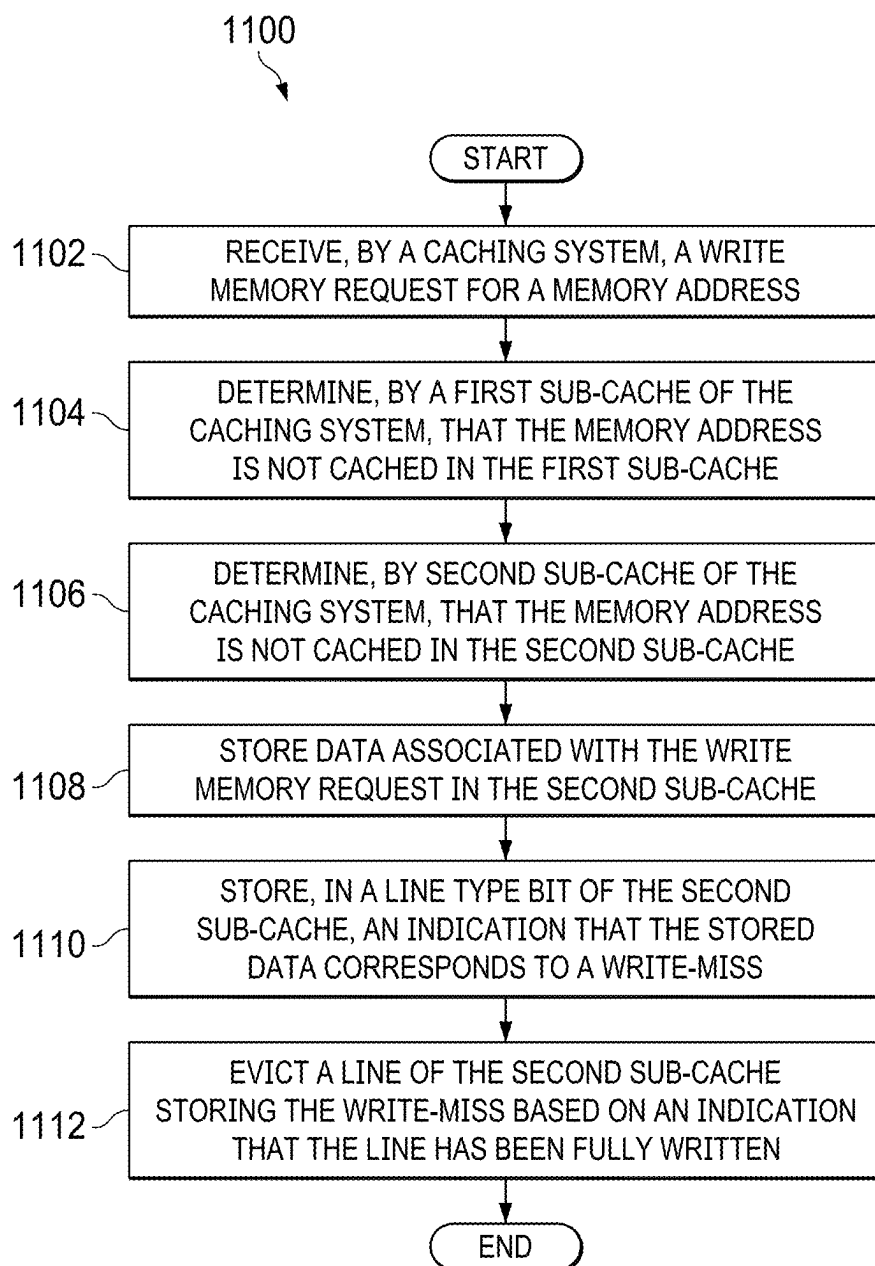 1100
START
1102
RECEIVE, BY A CACHING SYSTEM, A WRITE
MEMORY REQUEST FOR A MEMORY ADDRESS
1104
DETERMINE, BY A FIRST SUB-CACHE OF THE
CACHING SYSTEM, THAT THE MEMORY ADDRESS
IS NOT CACHED IN THE FIRST SUB-CACHE
1106
DETERMINE, BY SECOND SUB-CACHE OF THE
CACHING SYSTEM, THAT THE MEMORY ADDRESS
IS NOT CACHED IN THE SECOND SUB-CACHE
1108
STORE DATA ASSOCIATED WITH THE WRITE
MEMORY REQUEST IN THE SECOND SUB-CACHE
1110
STORE, IN A LINE TYPE BIT OF THE SECOND
SUB-CACHE, AN INDICATION THAT THE STORED
DATA CORRESPONDS TO A WRITE-MISS
1112
EVICT A LINE OF THE SECOND SUB-CACHE
STORING THE WRITE-MISS BASED ON AN INDICATION
THAT THE LINE HAS BEEN FULLY WRITTEN
END